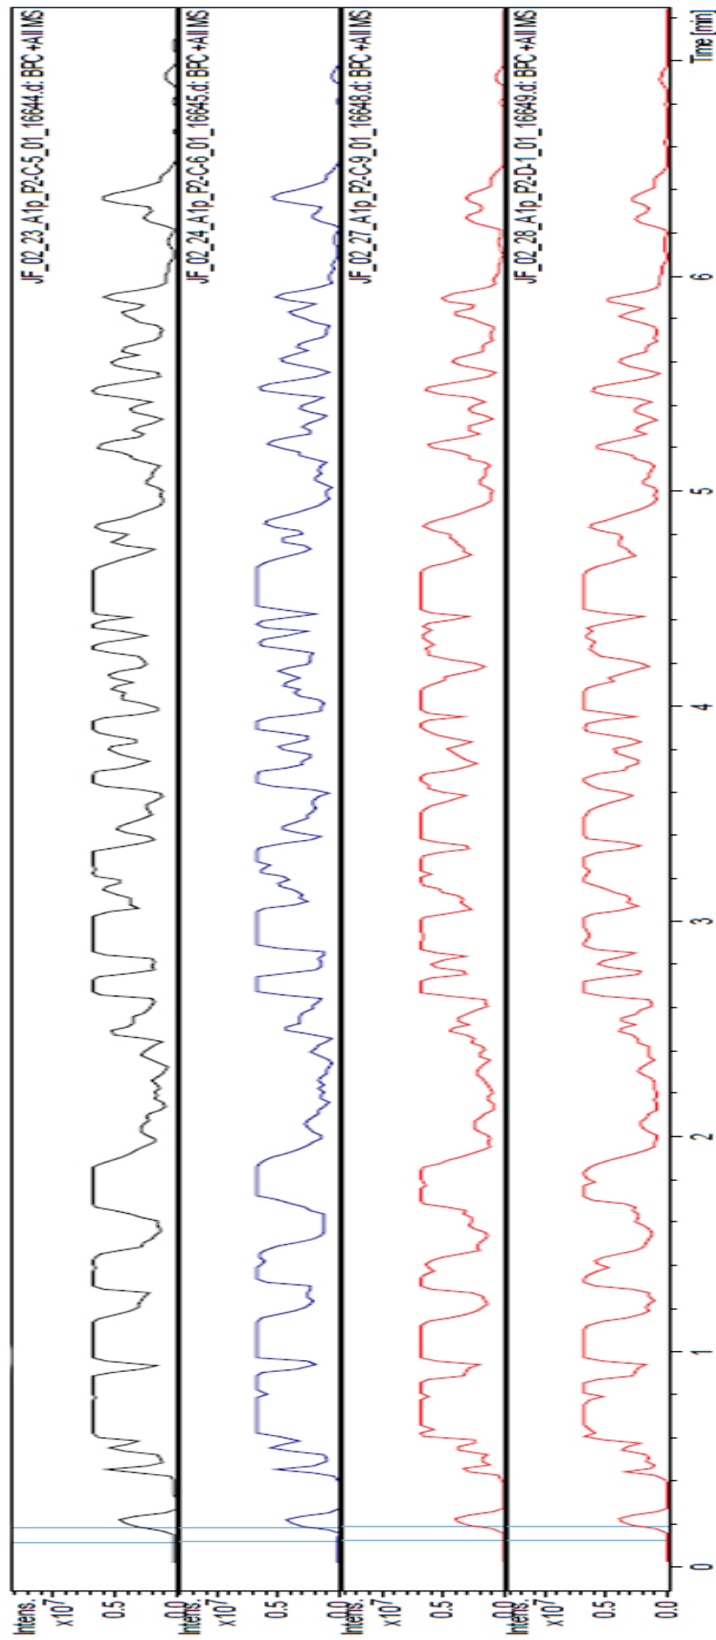 Intens.
x10⁷
0.5
0.0
JF_02_23_A1p_P2-C-5_01_16644.d: BPC +All MS
Intens.
x10⁷
0.5
0.0
JF_02_24_A1p_P2-C-6_01_16645.d: BPC +All MS
Intens.
x10⁷
0.5
0.0
JF_02_27_A1p_P2-C-9_01_16648.d: BPC +All MS
Intens.
x10⁷
0.5
0.0
JF_02_28_A1p_P2-D-1_01_16649.d: BPC +All MS
0 1 2 3 4 5 6 Time [min]